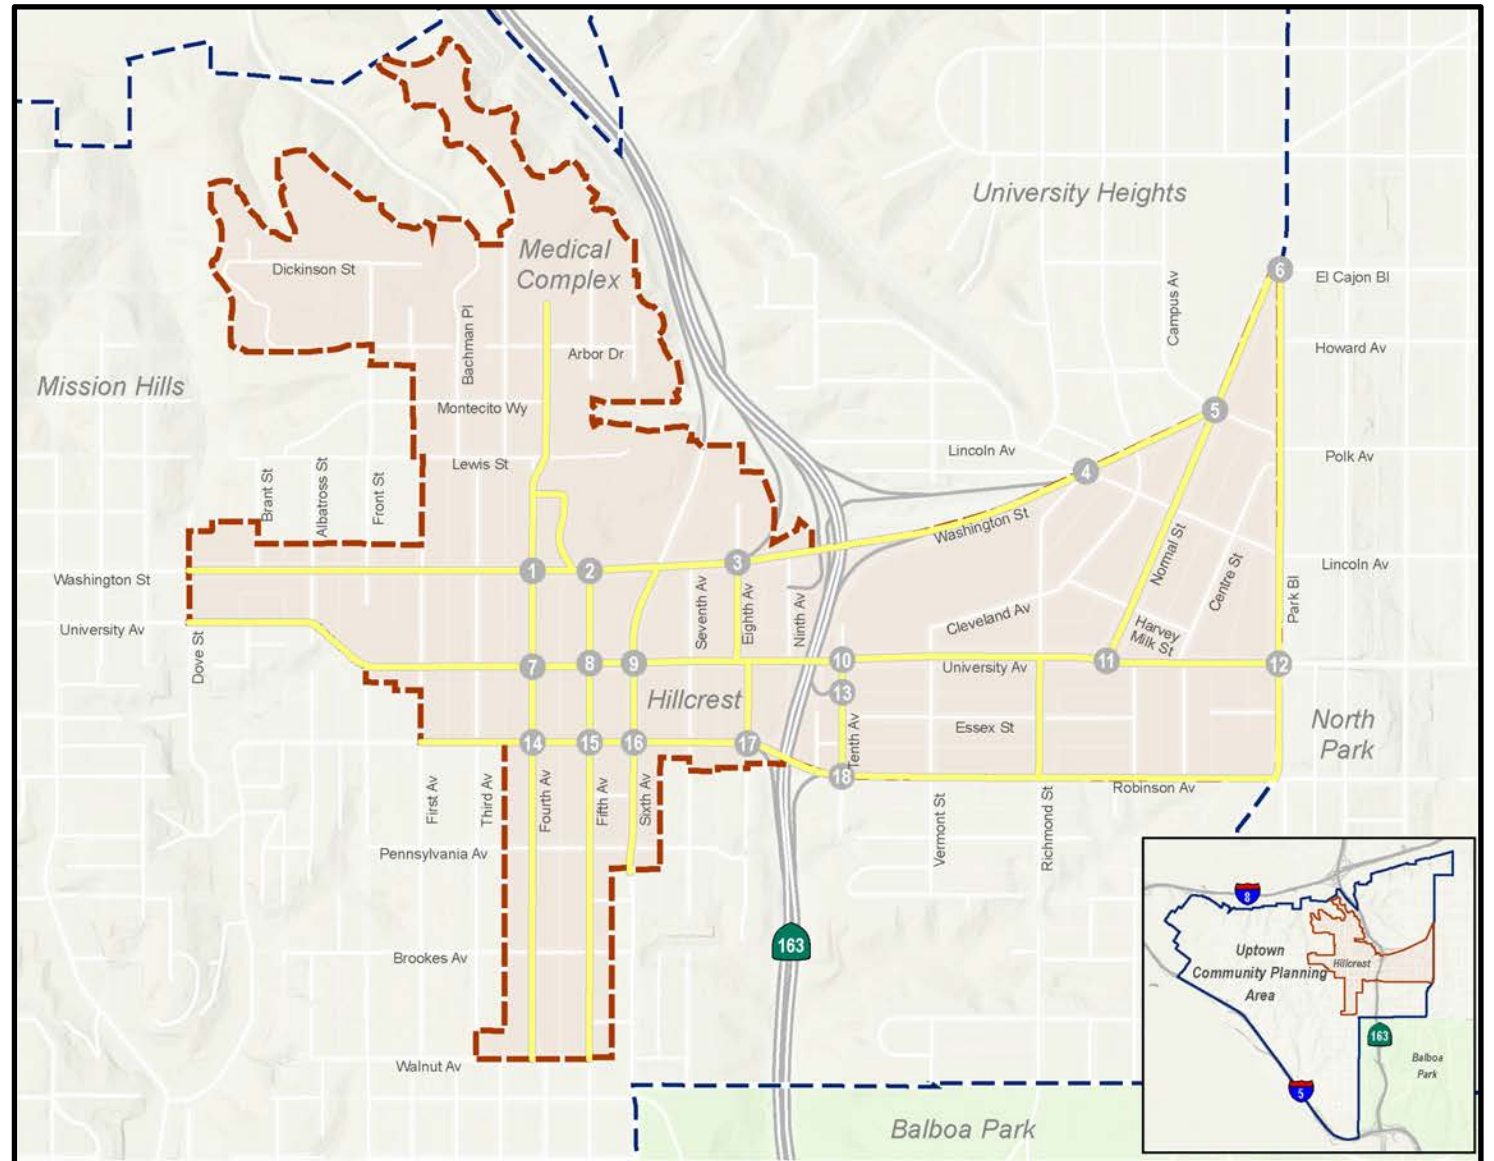 University Heights
Medical
Complex
Dickinson St
Campus Av
6
El Cajon Bl
Bachman Pl
Arbor Dr
Howard Av
Mission Hills
Montecito Wy
5
Lewis St
Lincoln Av
4
Polk Av
Brant St
Albatross St
Front St
Washington St
Normal St
Washington St
1
2
3
Centre St
Lincoln Av
University Av
Dove St
Seventh Av
Eighth Av
Ninth Av
Cleveland Av
Harvey
Milk St
Park Bl
7
8
9
10
University Av
11
12
Hillcrest
13
Essex St
North
Park
14
15
16
17
Tenth Av
18
Robinson Av
First Av
Third Av
Fourth Av
Fifth Av
Sixth Av
Vermont St
Richmond St
Pennsylvania Av
163
Brookes Av
Walnut Av
Balboa Park
8
Uptown
Community Planning
Area
Hillcrest
163
Balboa
Park
5